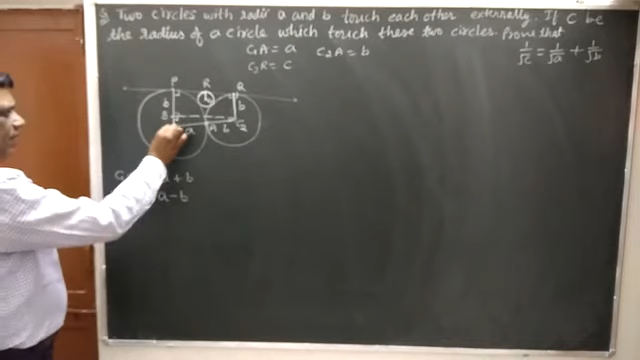 Q Two circles with radii a and b touch each other externally. If C be
the radius of a circle which touch these two circles. Prove that
C₁A = a C₂A = b
C₃R = C
1/√c = 1/√a + 1/√b
P R Q
b b
B
a A b C₂
a + b
a - b